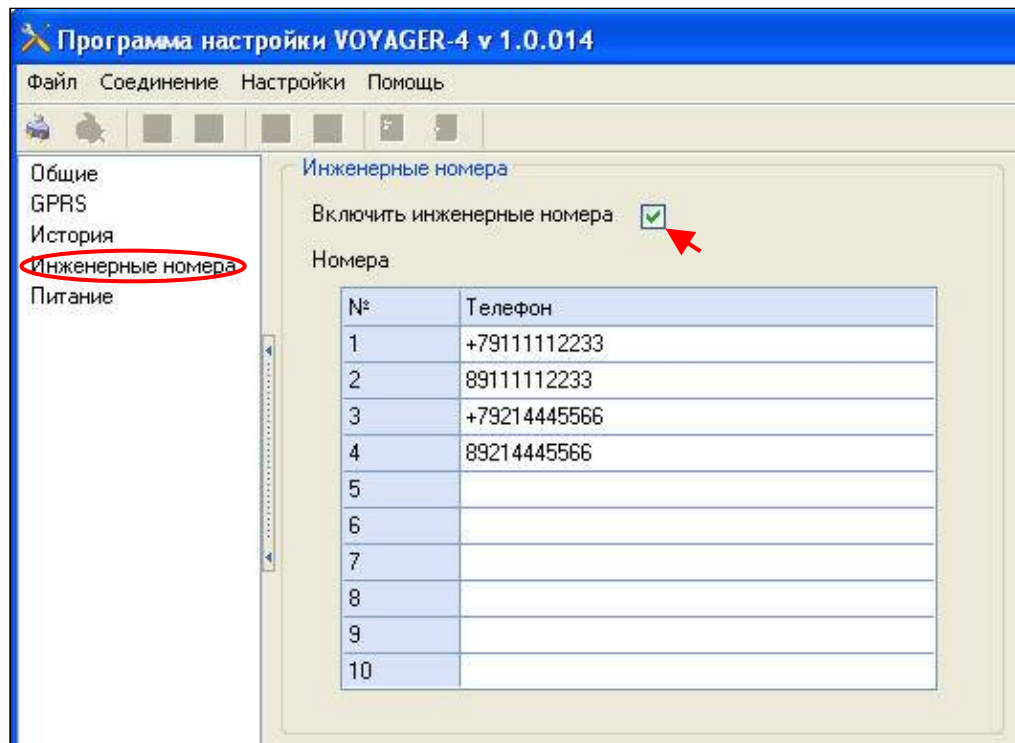 Программа настройки VOYAGER-4 v 1.0.014
Файл Соединение Настройки Помощь
Общие
GPRS
История
Инженерные номера
Питание
Инженерные номера
Включить инженерные номера
Номера
№ Телефон
1 +79111112233
2 89111112233
3 +79214445566
4 89214445566
5
6
7
8
9
10